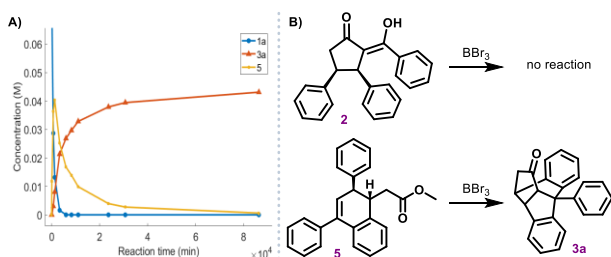 A)
Concentration (M)
0.06
0.05
0.04
0.03
0.02
0.01
0
0 2 4 6 8
× 10⁴
Reaction time (min)
1a
3a
5
B)
O
OH
2
BBr₃
no reaction
H
O
O
5
BBr₃
O
3a